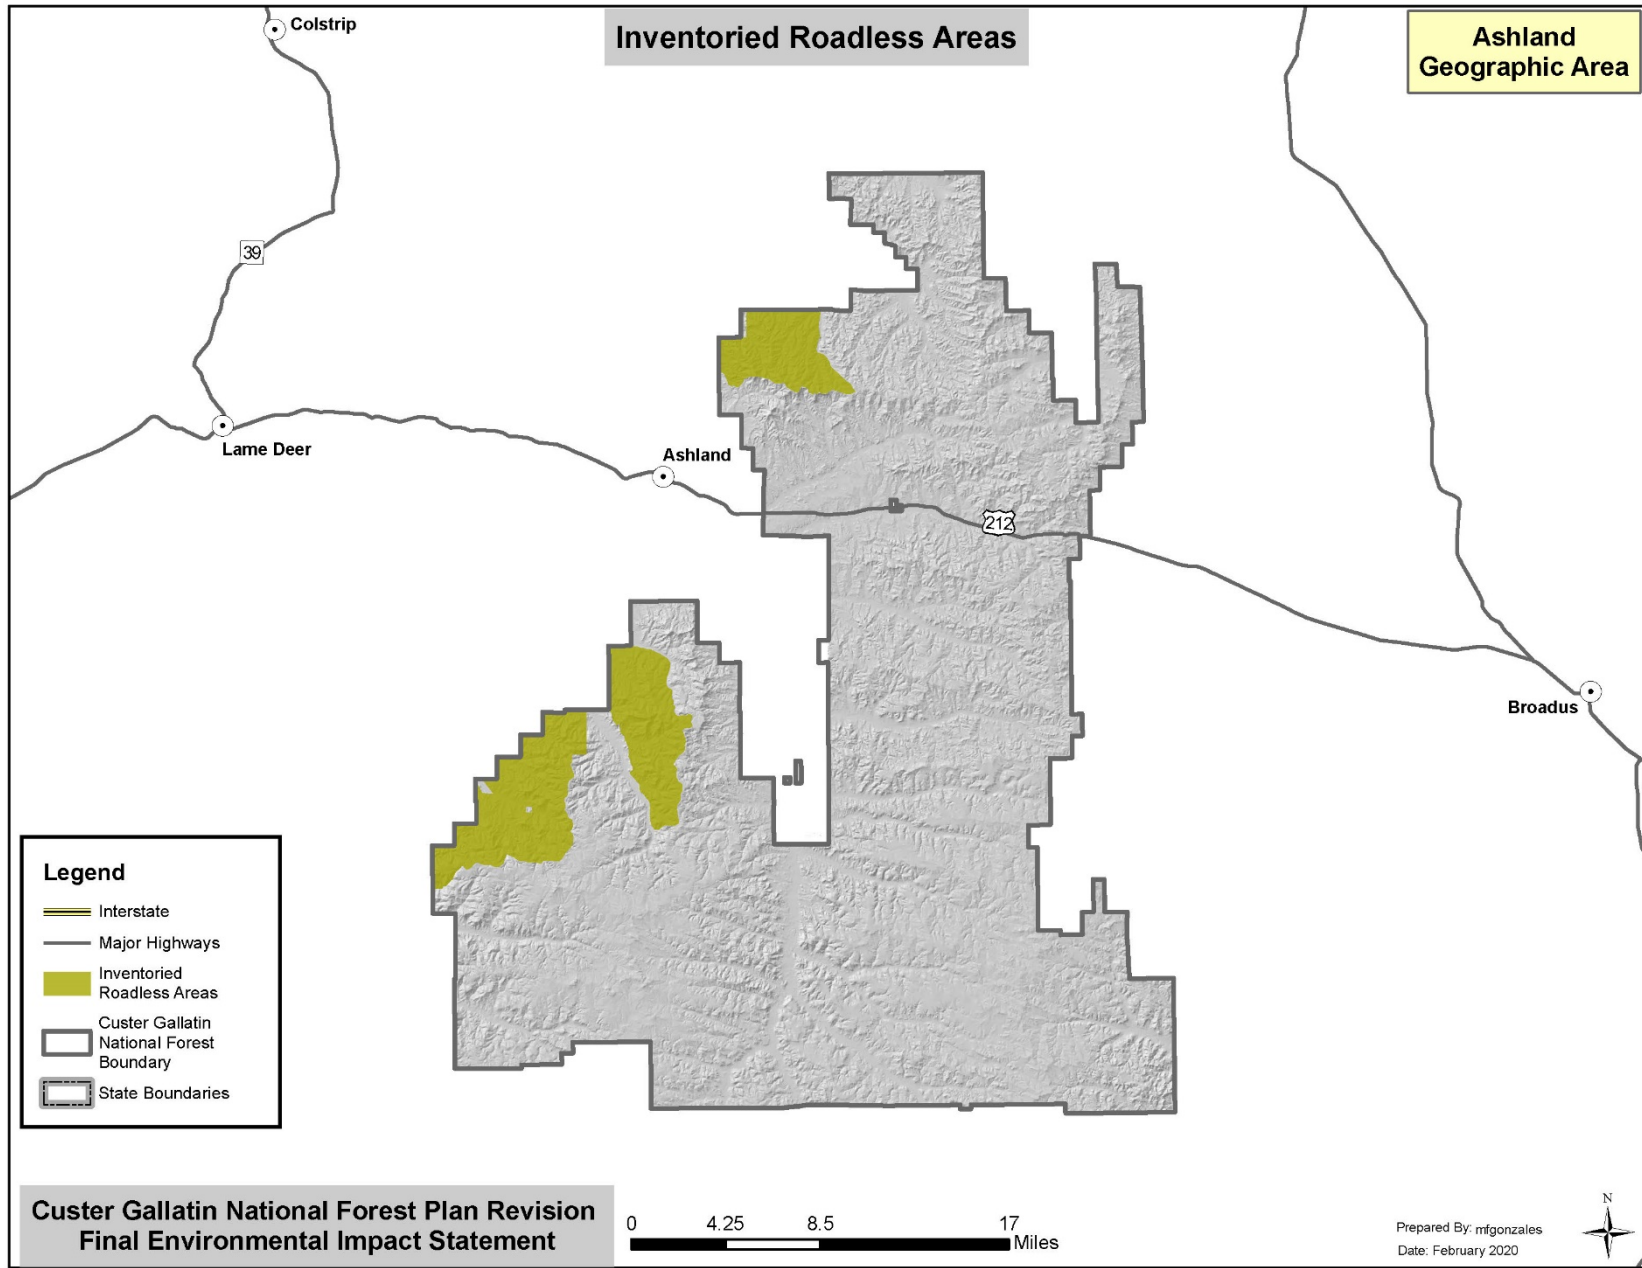 Colstrip
Inventoried Roadless Areas
Ashland
Geographic Area
39
Lame Deer
Ashland
212
Broadus
Legend
Interstate
Major Highways
Inventoried
Roadless Areas
Custer Gallatin
National Forest
Boundary
State Boundaries
Custer Gallatin National Forest Plan Revision
Final Environmental Impact Statement
0 4.25 8.5 17
Miles
Prepared By: mfgonzales
Date: February 2020
N